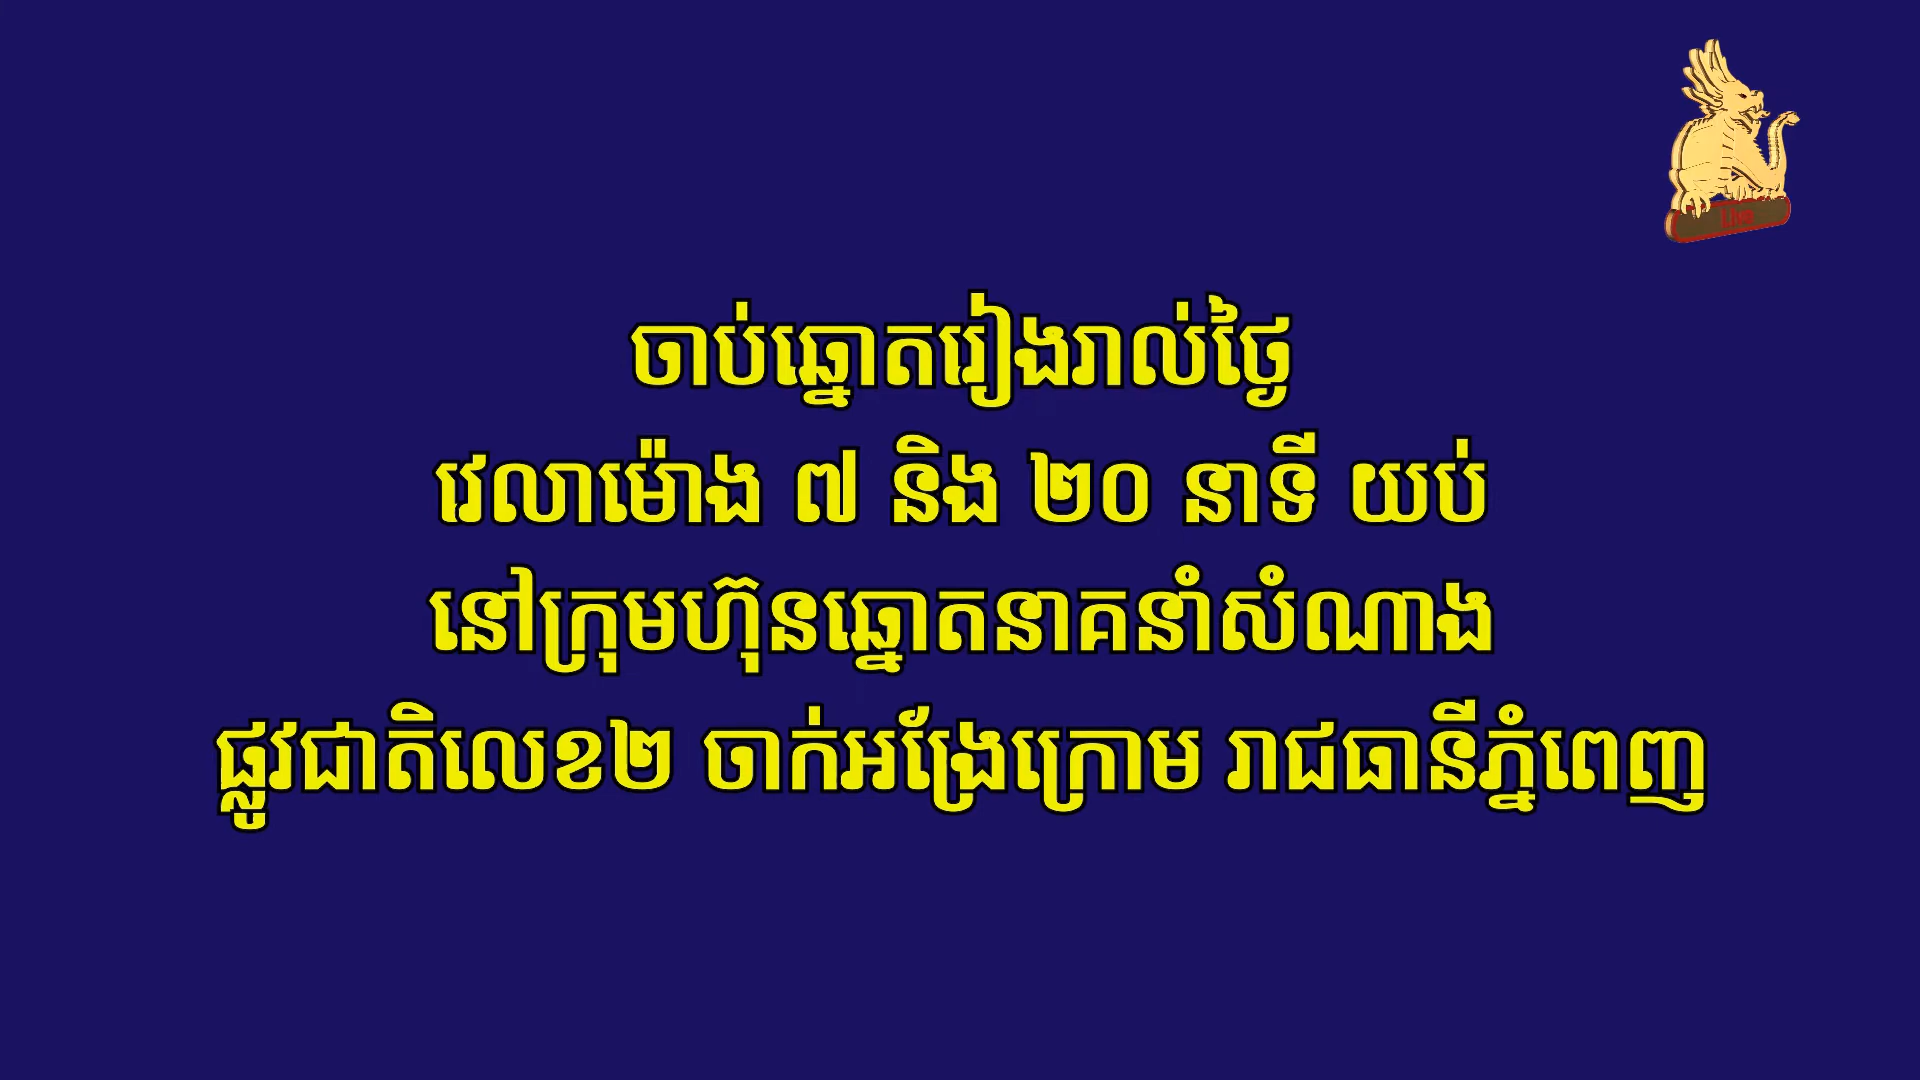 ចាប់ឆ្នោតរៀងរាល់ថ្ងៃ
វេលាម៉ោង ៧ និង ២០ នាទី យប់
នៅក្រុមហ៊ុនឆ្នោតនាគនាំសំណាង
ផ្លូវជាតិលេខ២ ចាក់អង្រែក្រោម រាជធានីភ្នំពេញ